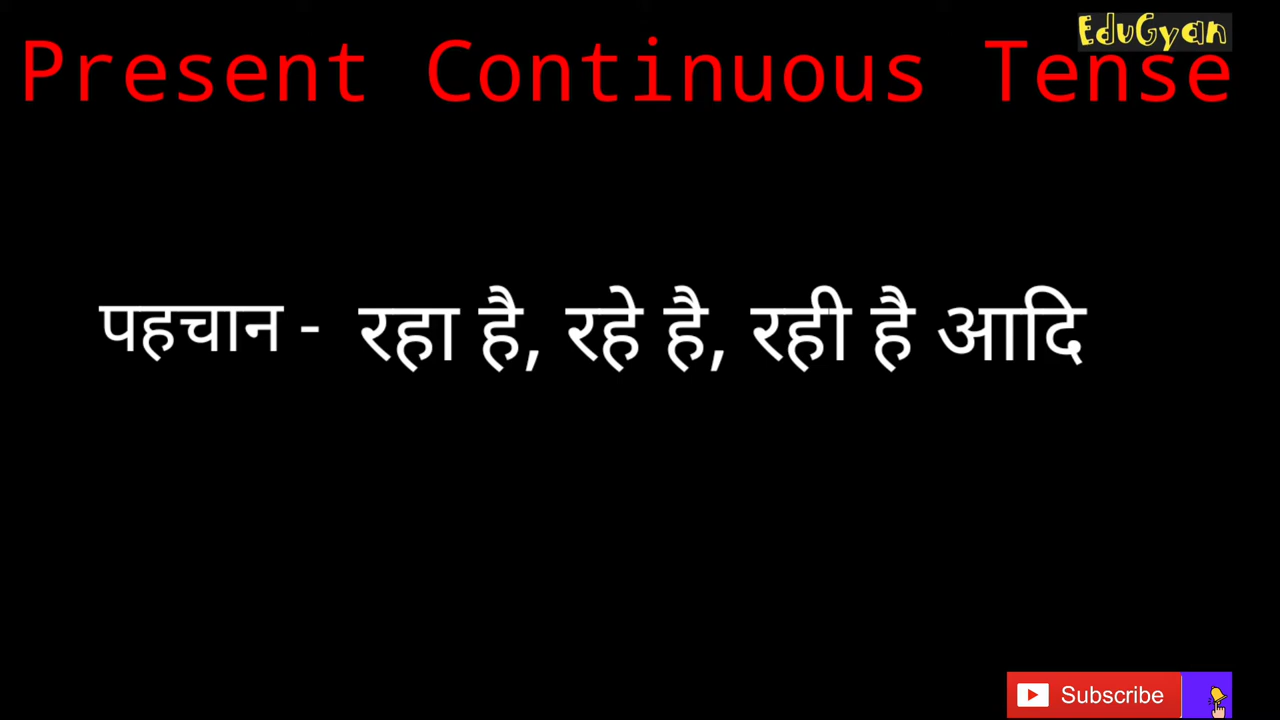 EduGyan
Present Continuous Tense
पहचान - रहा है, रहे है, रही है आदि
Subscribe